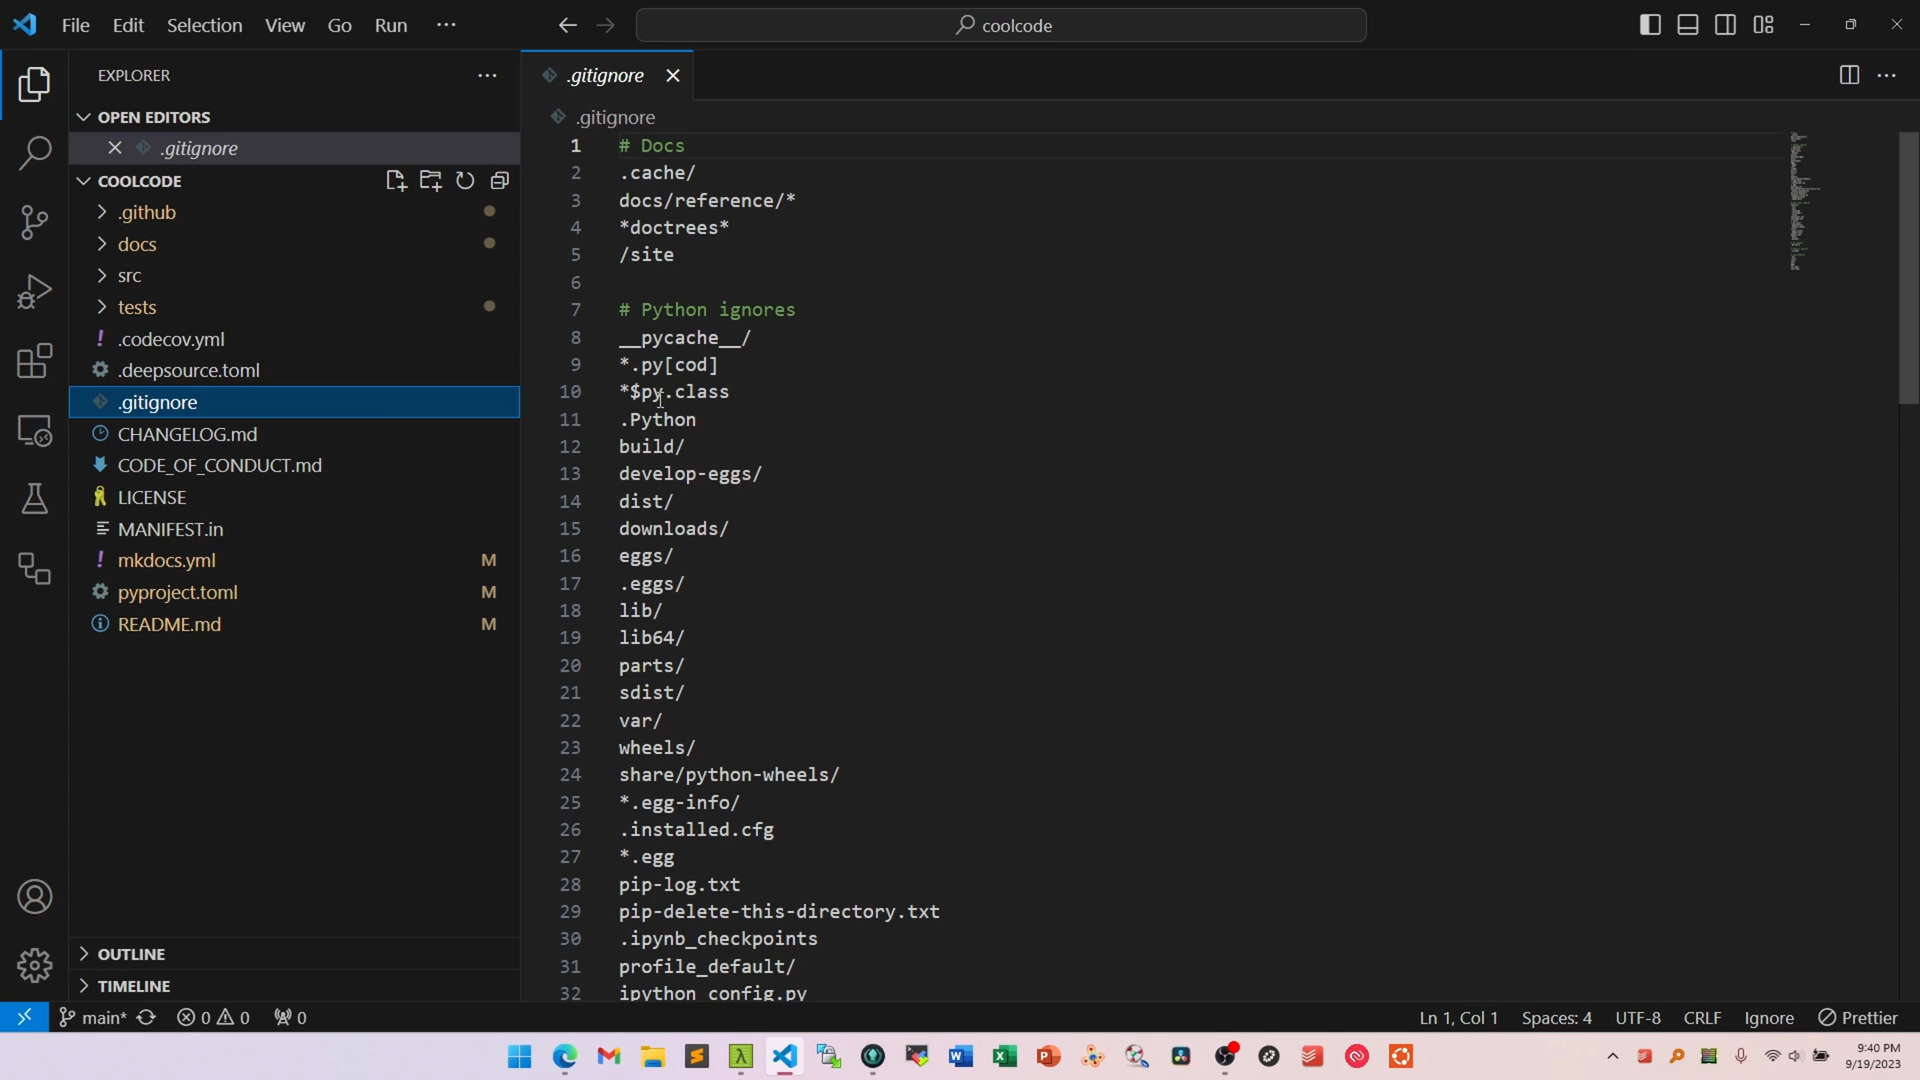 File Edit Selection View Go Run ···
coolcode
EXPLORER
.gitignore
OPEN EDITORS
.gitignore
.gitignore
COOLCODE
.github
docs
src
tests
.codecov.yml
.deepsource.toml
.gitignore
CHANGELOG.md
CODE_OF_CONDUCT.md
LICENSE
MANIFEST.in
mkdocs.yml M
pyproject.toml M
README.md M
OUTLINE
TIMELINE
1 # Docs
2 .cache/
3 docs/reference/*
4 *doctrees*
5 /site
6
7 # Python ignores
8 __pycache__/
9 *.py[cod]
10 *$py.class
11 .Python
12 build/
13 develop-eggs/
14 dist/
15 downloads/
16 eggs/
17 .eggs/
18 lib/
19 lib64/
20 parts/
21 sdist/
22 var/
23 wheels/
24 share/python-wheels/
25 *.egg-info/
26 .installed.cfg
27 *.egg
28 pip-log.txt
29 pip-delete-this-directory.txt
30 .ipynb_checkpoints
31 profile_default/
32 ipython_config.py
main* 0 0 0 Ln 1, Col 1 Spaces: 4 UTF-8 CRLF Ignore Prettier
9:40 PM
9/19/2023